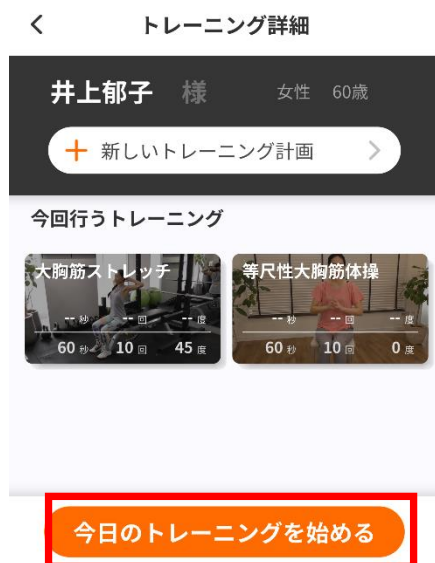 トレーニング詳細
井上郁子 様 女性 60歳
+ 新しいトレーニング計画
今回行うトレーニング
大胸筋ストレッチ
-- 秒 -- 回 -- 度
60 秒 10 回 45 度
等尺性大胸筋体操
-- 秒 -- 回 -- 度
60 秒 10 回 0 度
今日のトレーニングを始める